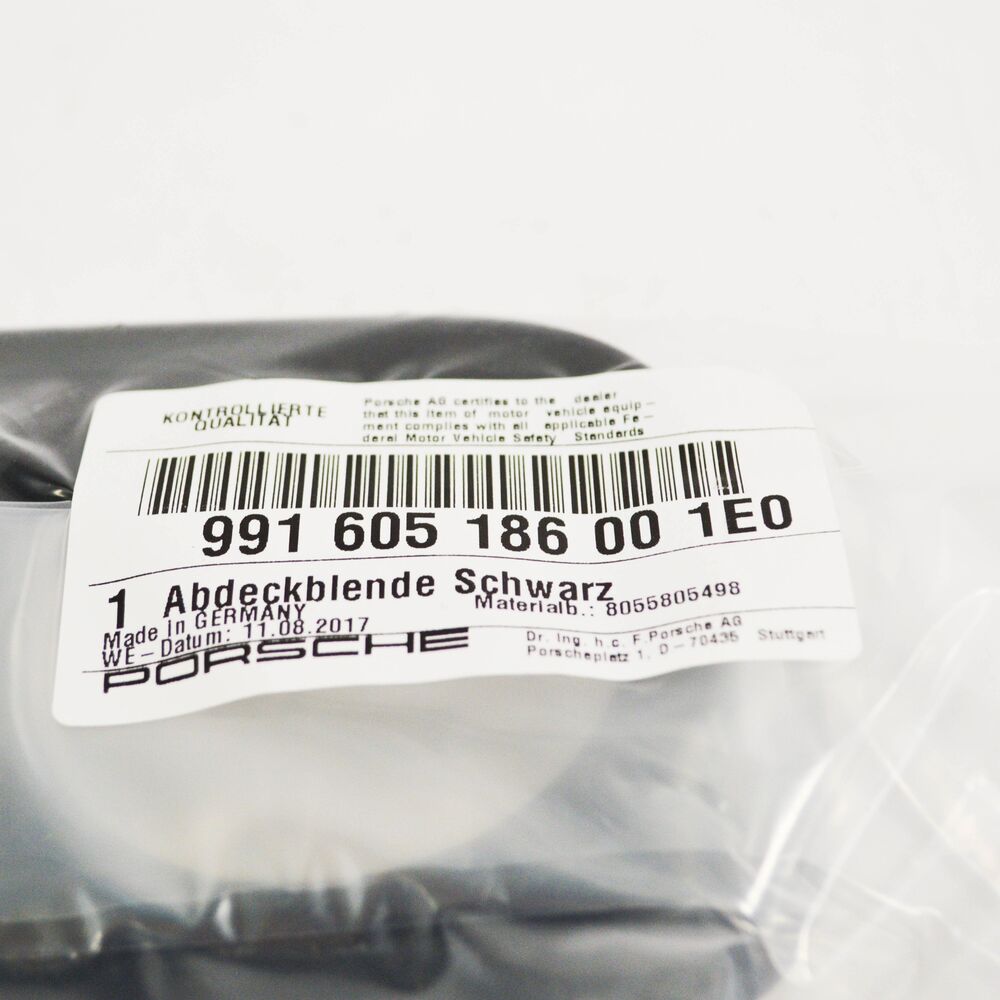 KONTROLLIERTE
QUALITAT
Porsche AG certifies to the dealer
that this item of motor vehicle equip-
ment complies with all applicable Fe-
deral Motor Vehicle Safety Standards
991 605 186 00 1E0
1 Abdeckblende Schwarz
Made in GERMANY
Materialb.: 8055805498
WE-Datum: 11.08.2017
PORSCHE
Dr. Ing. h.c. F Porsche AG
Porscheplatz 1, D-70435 Stuttgart